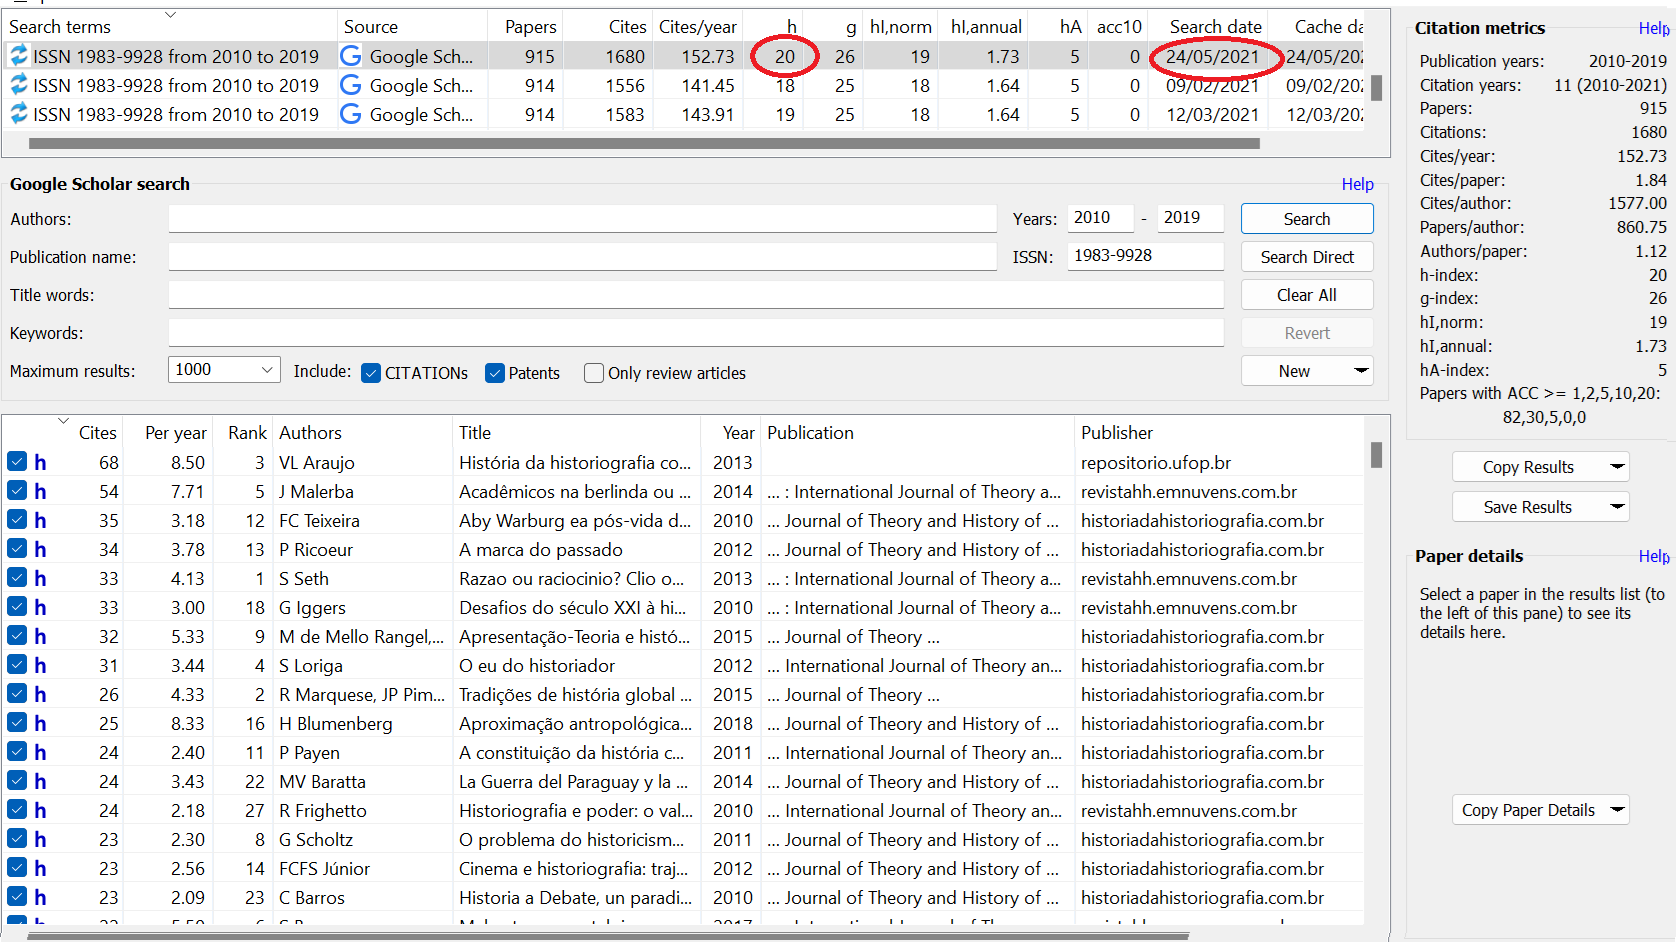 Search terms Source Papers Cites Cites/year h g hI,norm hI,annual hA acc10 Search date Cache da
ISSN 1983-9928 from 2010 to 2019 Google Sch... 915 1680 152.73 20 26 19 1.73 5 0 24/05/2021 24/05/202
ISSN 1983-9928 from 2010 to 2019 Google Sch... 914 1556 141.45 18 25 18 1.64 5 0 09/02/2021 09/02/202
ISSN 1983-9928 from 2010 to 2019 Google Sch... 914 1583 143.91 19 25 18 1.64 5 0 12/03/2021 12/03/202
Google Scholar search Help
Authors: Years: 2010 - 2019 Search
Publication name: ISSN: 1983-9928 Search Direct
Title words: Clear All
Keywords: Revert
Maximum results: 1000 Include: CITATIONs Patents Only review articles New
Cites Per year Rank Authors Title Year Publication Publisher
h 68 8.50 3 VL Araujo História da historiografia co... 2013 repositorio.ufop.br
h 54 7.71 5 J Malerba Acadêmicos na berlinda ou ... 2014 ... : International Journal of Theory a... revistahh.emnuvens.com.br
h 35 3.18 12 FC Teixeira Aby Warburg ea pós-vida d... 2010 ... Journal of Theory and History of ... historiadahistoriografia.com.br
h 34 3.78 13 P Ricoeur A marca do passado 2012 ... Journal of Theory and History of ... historiadahistoriografia.com.br
h 33 4.13 1 S Seth Razao ou raciocinio? Clio o... 2013 ... : International Journal of Theory a... revistahh.emnuvens.com.br
h 33 3.00 18 G Iggers Desafios do século XXI à hi... 2010 ... : International Journal of Theory a... revistahh.emnuvens.com.br
h 32 5.33 9 M de Mello Rangel,... Apresentação-Teoria e histó... 2015 ... Journal of Theory ... historiadahistoriografia.com.br
h 31 3.44 4 S Loriga O eu do historiador 2012 ... International Journal of Theory an... historiadahistoriografia.com.br
h 26 4.33 2 R Marquese, JP Pim... Tradições de história global ... 2015 ... Journal of Theory ... historiadahistoriografia.com.br
h 25 8.33 16 H Blumenberg Aproximação antropológica... 2018 ... Journal of Theory and History of ... historiadahistoriografia.com.br
h 24 2.40 11 P Payen A constituição da história c... 2011 ... International Journal of Theory an... historiadahistoriografia.com.br
h 24 3.43 22 MV Baratta La Guerra del Paraguay y la ... 2014 ... Journal of Theory and History of ... historiadahistoriografia.com.br
h 24 2.18 27 R Frighetto Historiografia e poder: o val... 2010 ... International Journal of Theory an... revistahh.emnuvens.com.br
h 23 2.30 8 G Scholtz O problema do historicism... 2011 ... Journal of Theory and History of ... historiadahistoriografia.com.br
h 23 2.56 14 FCFS Júnior Cinema e historiografia: traj... 2012 ... Journal of Theory and History of ... historiadahistoriografia.com.br
h 23 2.09 23 C Barros Historia a Debate, un paradi... 2010 ... Journal of Theory and History of ... historiadahistoriografia.com.br
Citation metrics Help
Publication years: 2010-2019
Citation years: 11 (2010-2021)
Papers: 915
Citations: 1680
Cites/year: 152.73
Cites/paper: 1.84
Cites/author: 1577.00
Papers/author: 860.75
Authors/paper: 1.12
h-index: 20
g-index: 26
hI,norm: 19
hI,annual: 1.73
hA-index: 5
Papers with ACC >= 1,2,5,10,20:
82,30,5,0,0
Copy Results
Save Results
Paper details Help
Select a paper in the results list (to
the left of this pane) to see its
details here.
Copy Paper Details